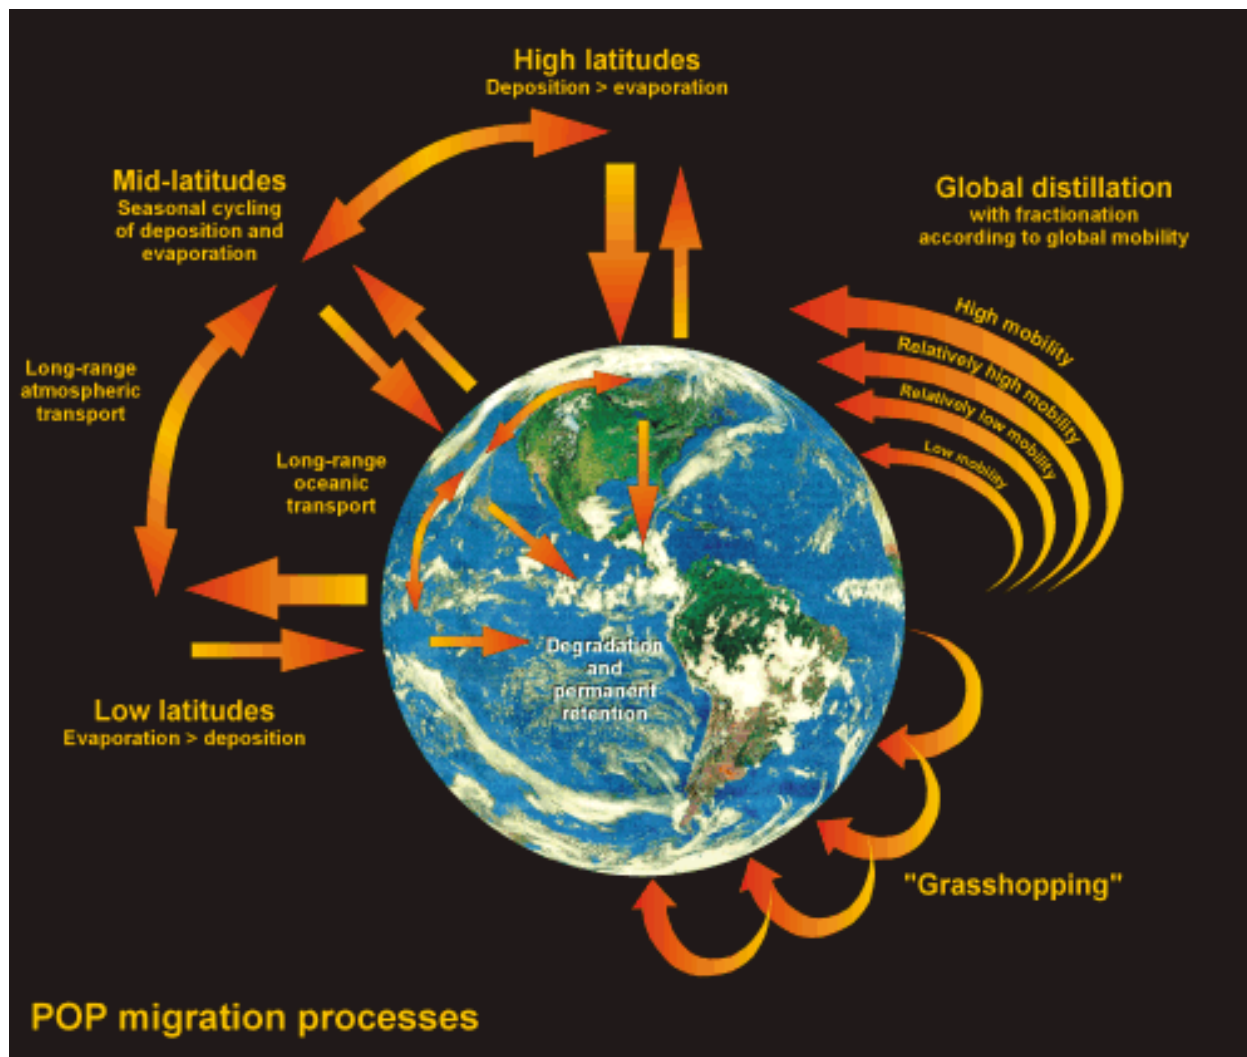 High latitudes
Deposition > evaporation
Mid-latitudes
Seasonal cycling
of deposition and
evaporation
Global distillation
with fractionation
according to global mobility
High mobility
Relatively high mobility
Relatively low mobility
Low mobility
Long-range
atmospheric
transport
Long-range
oceanic
transport
Degradation
and
permanent
retention
Low latitudes
Evaporation > deposition
"Grasshopping"
POP migration processes